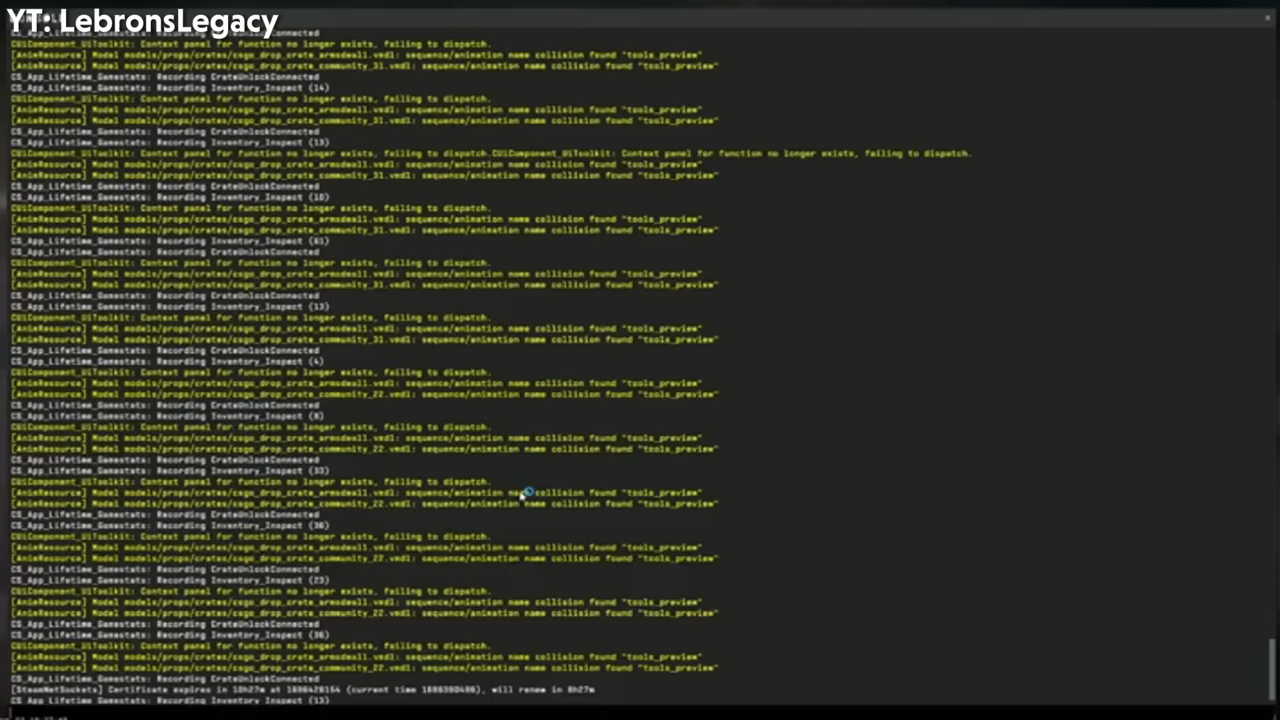 YT: LebronsLegacy
CS_App_Lifetime_Gamestats: Recording CrateUnlockConnected
CUiComponent_UiToolkit: Context panel for function no longer exists, failing to dispatch.
[AnimResource] Model models/props/crates/csgo_drop_crate_armsdeal1.vmdl: sequence/animation name collision found "tools_preview"
[AnimResource] Model models/props/crates/csgo_drop_crate_community_31.vmdl: sequence/animation name collision found "tools_preview"
CS_App_Lifetime_Gamestats: Recording CrateUnlockConnected
CS_App_Lifetime_Gamestats: Recording Inventory_Inspect (14)
CUiComponent_UiToolkit: Context panel for function no longer exists, failing to dispatch.
[AnimResource] Model models/props/crates/csgo_drop_crate_armsdeal1.vmdl: sequence/animation name collision found "tools_preview"
[AnimResource] Model models/props/crates/csgo_drop_crate_community_31.vmdl: sequence/animation name collision found "tools_preview"
CS_App_Lifetime_Gamestats: Recording CrateUnlockConnected
CS_App_Lifetime_Gamestats: Recording Inventory_Inspect (13)
CUiComponent_UiToolkit: Context panel for function no longer exists, failing to dispatch.CUiComponent_UiToolkit: Context panel for function no longer exists, failing to dispatch.
[AnimResource] Model models/props/crates/csgo_drop_crate_armsdeal1.vmdl: sequence/animation name collision found "tools_preview"
[AnimResource] Model models/props/crates/csgo_drop_crate_community_31.vmdl: sequence/animation name collision found "tools_preview"
CS_App_Lifetime_Gamestats: Recording CrateUnlockConnected
CS_App_Lifetime_Gamestats: Recording Inventory_Inspect (10)
CUiComponent_UiToolkit: Context panel for function no longer exists, failing to dispatch.
[AnimResource] Model models/props/crates/csgo_drop_crate_armsdeal1.vmdl: sequence/animation name collision found "tools_preview"
[AnimResource] Model models/props/crates/csgo_drop_crate_community_31.vmdl: sequence/animation name collision found "tools_preview"
CS_App_Lifetime_Gamestats: Recording Inventory_Inspect (61)
CS_App_Lifetime_Gamestats: Recording CrateUnlockConnected
CUiComponent_UiToolkit: Context panel for function no longer exists, failing to dispatch.
[AnimResource] Model models/props/crates/csgo_drop_crate_armsdeal1.vmdl: sequence/animation name collision found "tools_preview"
[AnimResource] Model models/props/crates/csgo_drop_crate_community_31.vmdl: sequence/animation name collision found "tools_preview"
CS_App_Lifetime_Gamestats: Recording CrateUnlockConnected
CS_App_Lifetime_Gamestats: Recording Inventory_Inspect (13)
CUiComponent_UiToolkit: Context panel for function no longer exists, failing to dispatch.
[AnimResource] Model models/props/crates/csgo_drop_crate_armsdeal1.vmdl: sequence/animation name collision found "tools_preview"
[AnimResource] Model models/props/crates/csgo_drop_crate_community_31.vmdl: sequence/animation name collision found "tools_preview"
CS_App_Lifetime_Gamestats: Recording CrateUnlockConnected
CS_App_Lifetime_Gamestats: Recording Inventory_Inspect (4)
CUiComponent_UiToolkit: Context panel for function no longer exists, failing to dispatch.
[AnimResource] Model models/props/crates/csgo_drop_crate_armsdeal1.vmdl: sequence/animation name collision found "tools_preview"
[AnimResource] Model models/props/crates/csgo_drop_crate_community_22.vmdl: sequence/animation name collision found "tools_preview"
CS_App_Lifetime_Gamestats: Recording CrateUnlockConnected
CS_App_Lifetime_Gamestats: Recording Inventory_Inspect (8)
CUiComponent_UiToolkit: Context panel for function no longer exists, failing to dispatch.
[AnimResource] Model models/props/crates/csgo_drop_crate_armsdeal1.vmdl: sequence/animation name collision found "tools_preview"
[AnimResource] Model models/props/crates/csgo_drop_crate_community_22.vmdl: sequence/animation name collision found "tools_preview"
CS_App_Lifetime_Gamestats: Recording CrateUnlockConnected
CS_App_Lifetime_Gamestats: Recording Inventory_Inspect (33)
CUiComponent_UiToolkit: Context panel for function no longer exists, failing to dispatch.
[AnimResource] Model models/props/crates/csgo_drop_crate_armsdeal1.vmdl: sequence/animation name collision found "tools_preview"
[AnimResource] Model models/props/crates/csgo_drop_crate_community_22.vmdl: sequence/animation name collision found "tools_preview"
CS_App_Lifetime_Gamestats: Recording CrateUnlockConnected
CS_App_Lifetime_Gamestats: Recording Inventory_Inspect (36)
CUiComponent_UiToolkit: Context panel for function no longer exists, failing to dispatch.
[AnimResource] Model models/props/crates/csgo_drop_crate_armsdeal1.vmdl: sequence/animation name collision found "tools_preview"
[AnimResource] Model models/props/crates/csgo_drop_crate_community_22.vmdl: sequence/animation name collision found "tools_preview"
CS_App_Lifetime_Gamestats: Recording CrateUnlockConnected
CS_App_Lifetime_Gamestats: Recording Inventory_Inspect (23)
CUiComponent_UiToolkit: Context panel for function no longer exists, failing to dispatch.
[AnimResource] Model models/props/crates/csgo_drop_crate_armsdeal1.vmdl: sequence/animation name collision found "tools_preview"
[AnimResource] Model models/props/crates/csgo_drop_crate_community_22.vmdl: sequence/animation name collision found "tools_preview"
CS_App_Lifetime_Gamestats: Recording CrateUnlockConnected
CS_App_Lifetime_Gamestats: Recording Inventory_Inspect (36)
CUiComponent_UiToolkit: Context panel for function no longer exists, failing to dispatch.
[AnimResource] Model models/props/crates/csgo_drop_crate_armsdeal1.vmdl: sequence/animation name collision found "tools_preview"
[AnimResource] Model models/props/crates/csgo_drop_crate_community_22.vmdl: sequence/animation name collision found "tools_preview"
CS_App_Lifetime_Gamestats: Recording CrateUnlockConnected
[SteamNetSockets] Certificate expires in 10h27m at 1696428154 (current time), will renew in 8h27m
CS_App_Lifetime_Gamestats: Recording Inventory_Inspect (13)